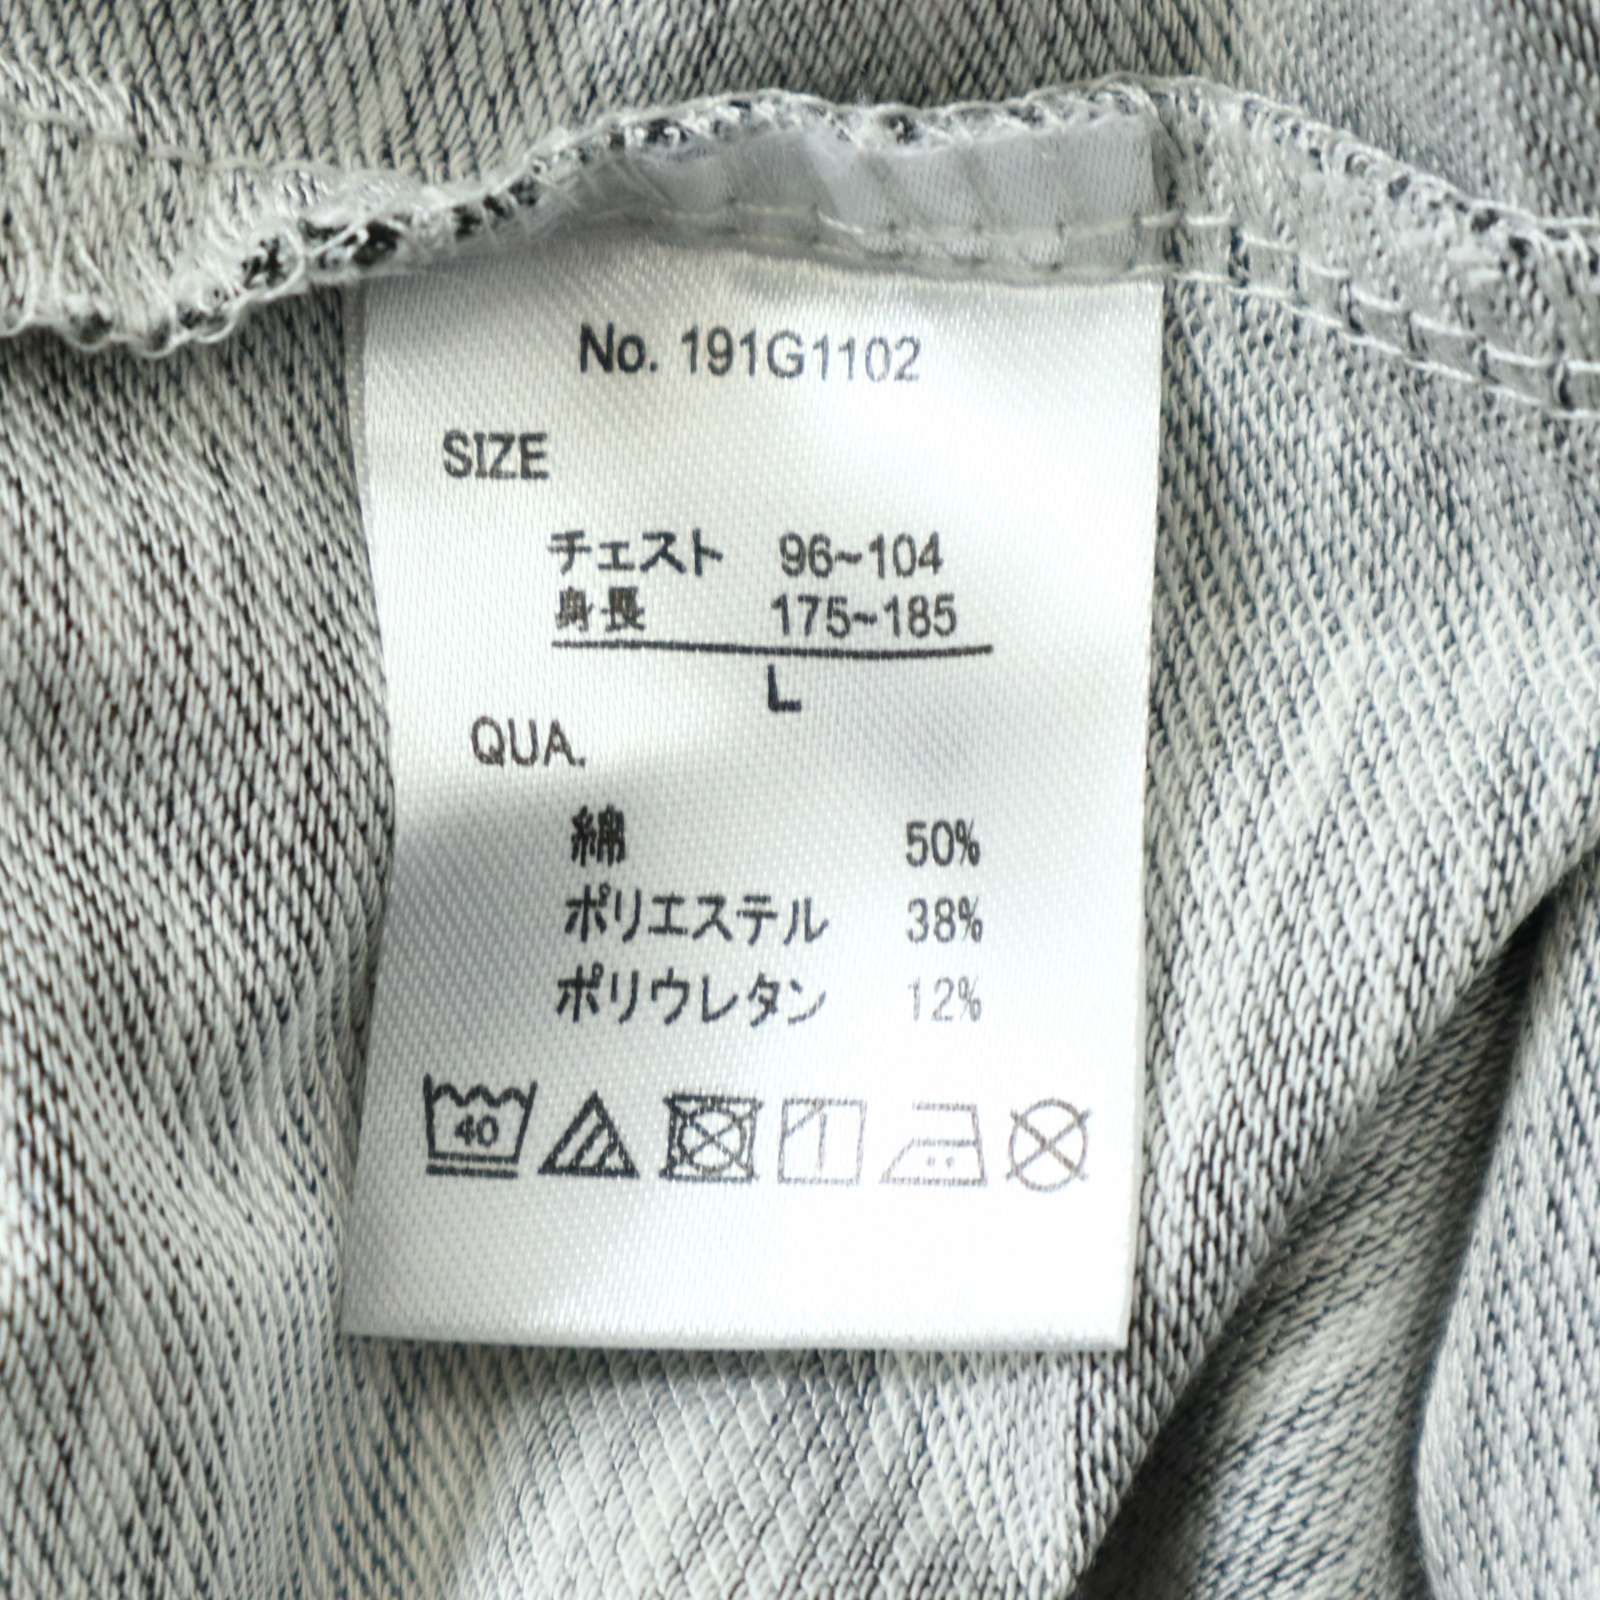 No. 191G1102
SIZE
チェスト 96~104
身長 175~185
L
QUA.
綿 50%
ポリエステル 38%
ポリウレタン 12%
40